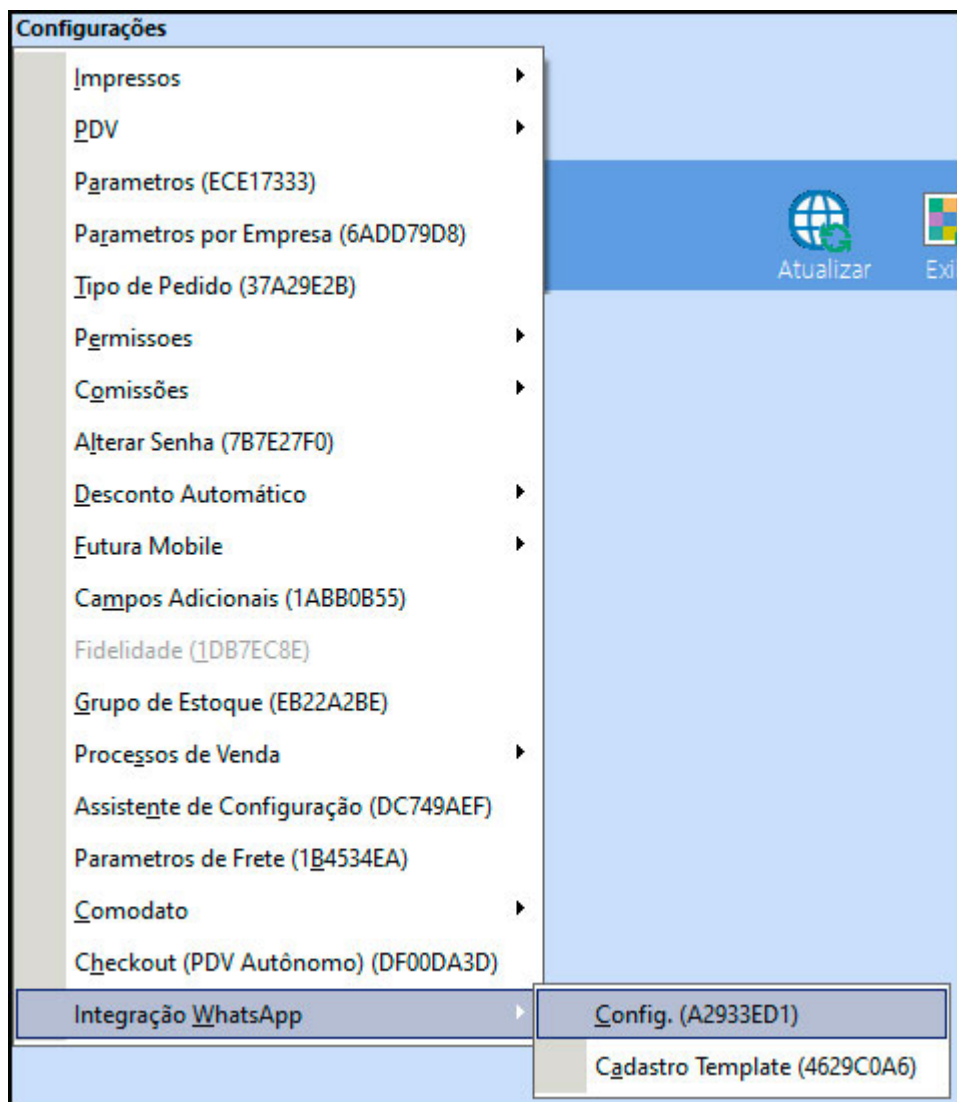 Configurações
Impressos
PDV
Parametros (ECE17333)
Parametros por Empresa (6ADD79D8)
Tipo de Pedido (37A29E2B)
Permissoes
Comissões
Alterar Senha (7B7E27F0)
Desconto Automático
Futura Mobile
Campos Adicionais (1ABB0B55)
Fidelidade (1DB7EC8E)
Grupo de Estoque (EB22A2BE)
Processos de Venda
Assistente de Configuração (DC749AEF)
Parametros de Frete (1B4534EA)
Comodato
Checkout (PDV Autônomo) (DF00DA3D)
Integração WhatsApp
Config. (A2933ED1)
Cadastro Template (4629C0A6)
Atualizar
Exi